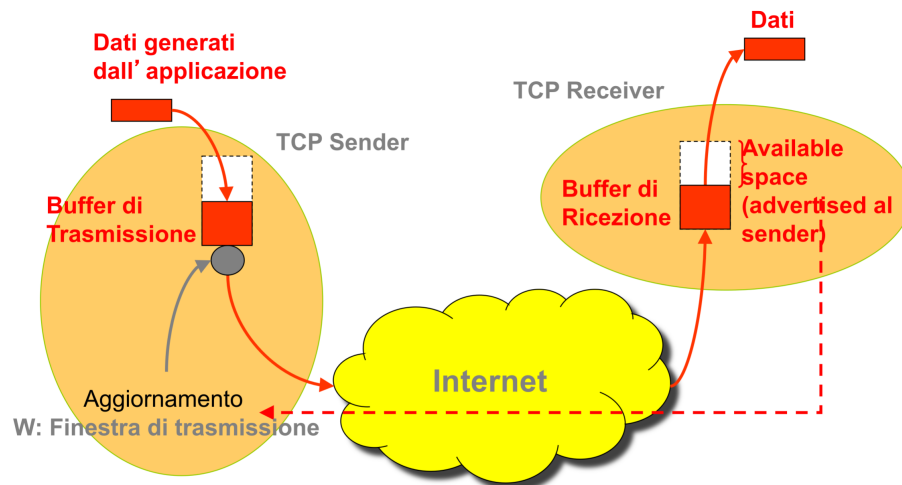 Dati generati
dall’applicazione
TCP Sender
Buffer di
Trasmissione
Aggiornamento
W: Finestra di trasmissione
Internet
Dati
TCP Receiver
Buffer di
Ricezione
Available
space
(advertised al
sender)